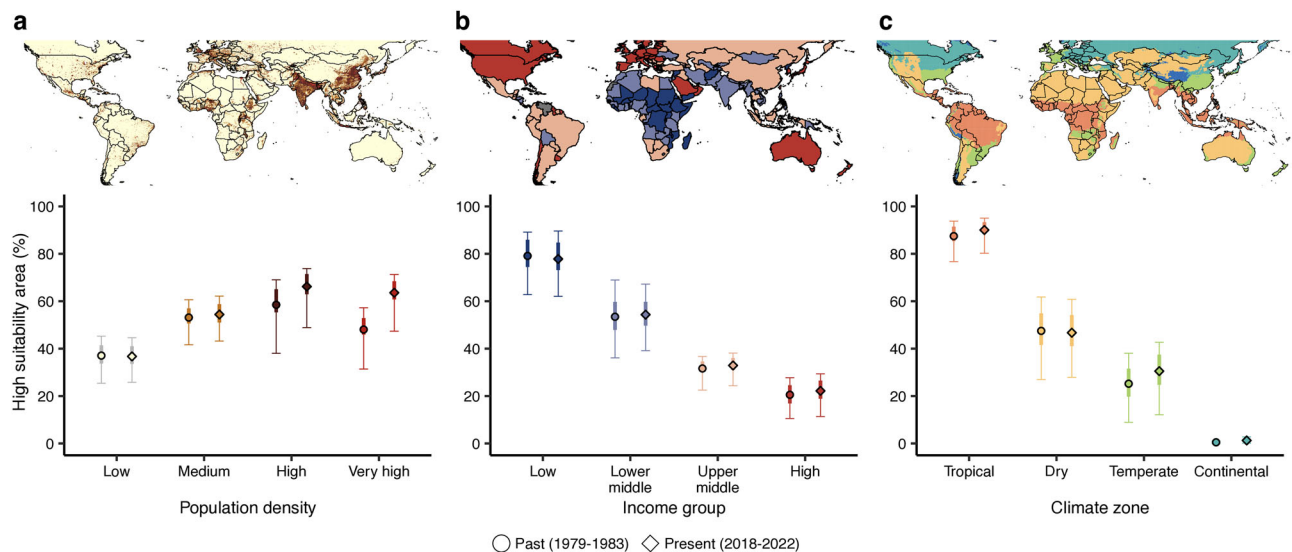 a
b
c
High suitability area (%)
100
80
60
40
20
0
Low
Medium
High
Very high
Population density
100
80
60
40
20
0
Low
Lower
middle
Upper
middle
High
Income group
100
80
60
40
20
0
Tropical
Dry
Temperate
Continental
Climate zone
Past (1979-1983)
Present (2018-2022)